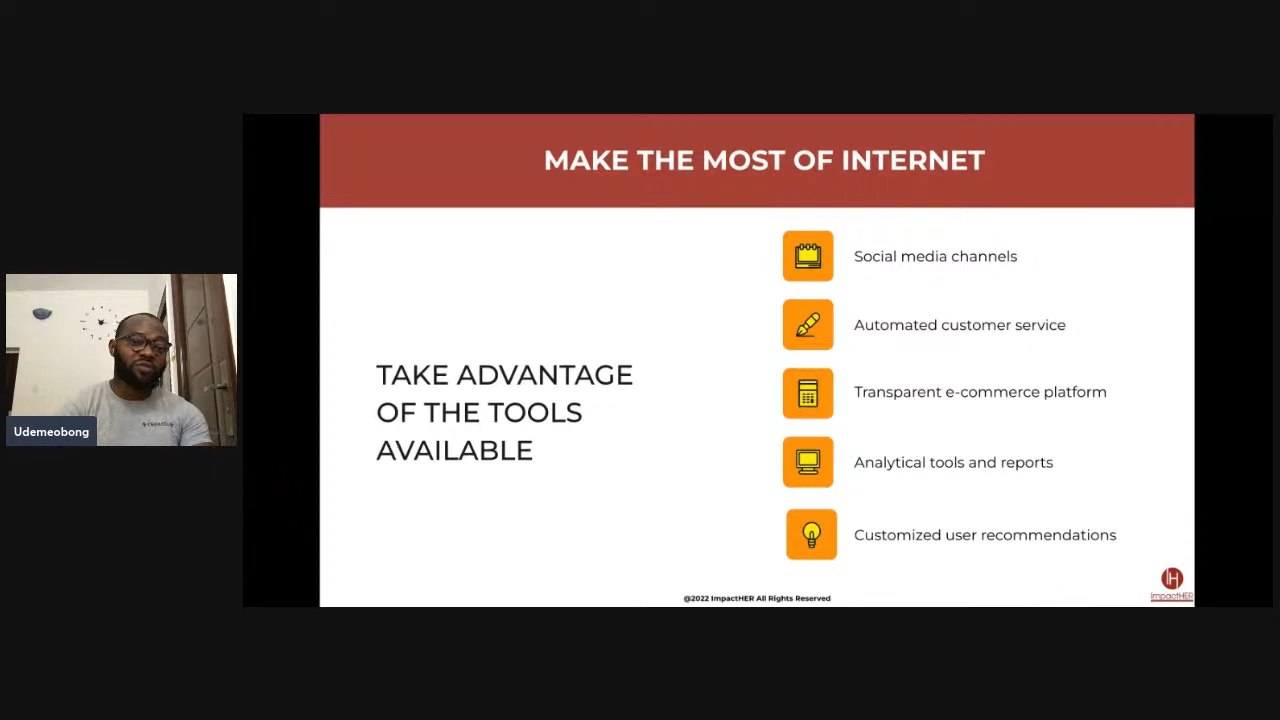 MAKE THE MOST OF INTERNET
TAKE ADVANTAGE
OF THE TOOLS
AVAILABLE
Social media channels
Automated customer service
Transparent e-commerce platform
Analytical tools and reports
Customized user recommendations
@2022 ImpactHER All Rights Reserved
IH
ImpactHER
Udemeobong